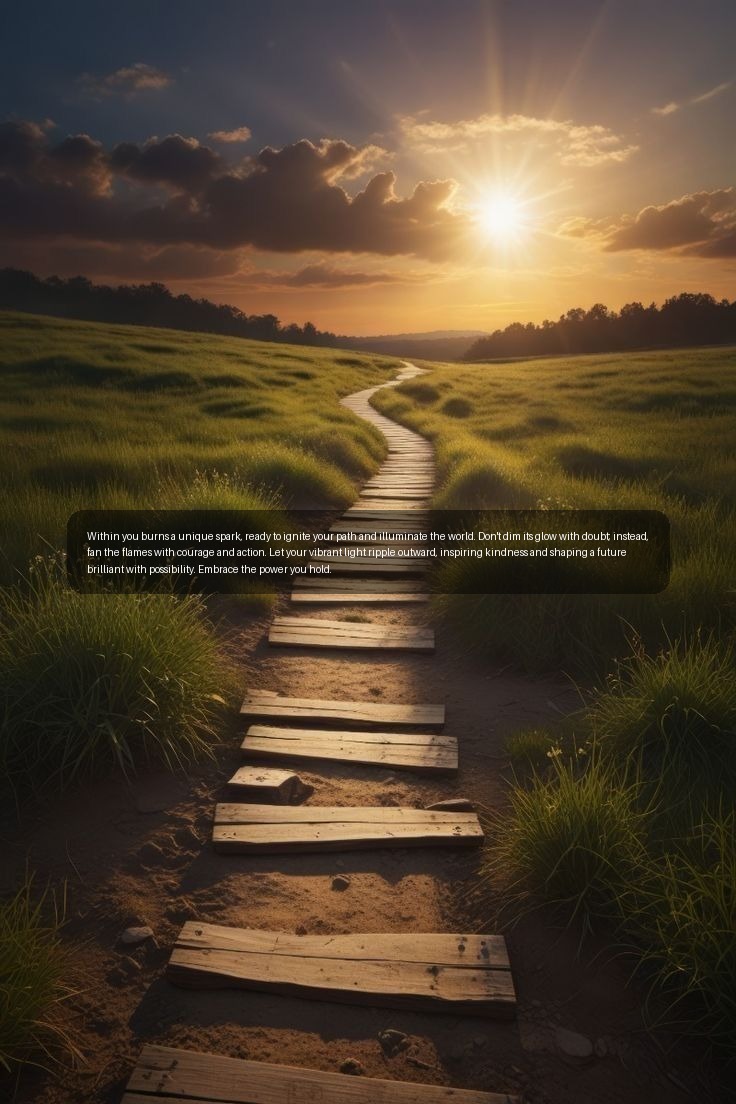 Within you burns a unique spark, ready to ignite your path and illuminate the world. Don't dim its glow with doubt; instead,
fan the flames with courage and action. Let your vibrant light ripple outward, inspiring kindness and shaping a future
brilliant with possibility. Embrace the power you hold.